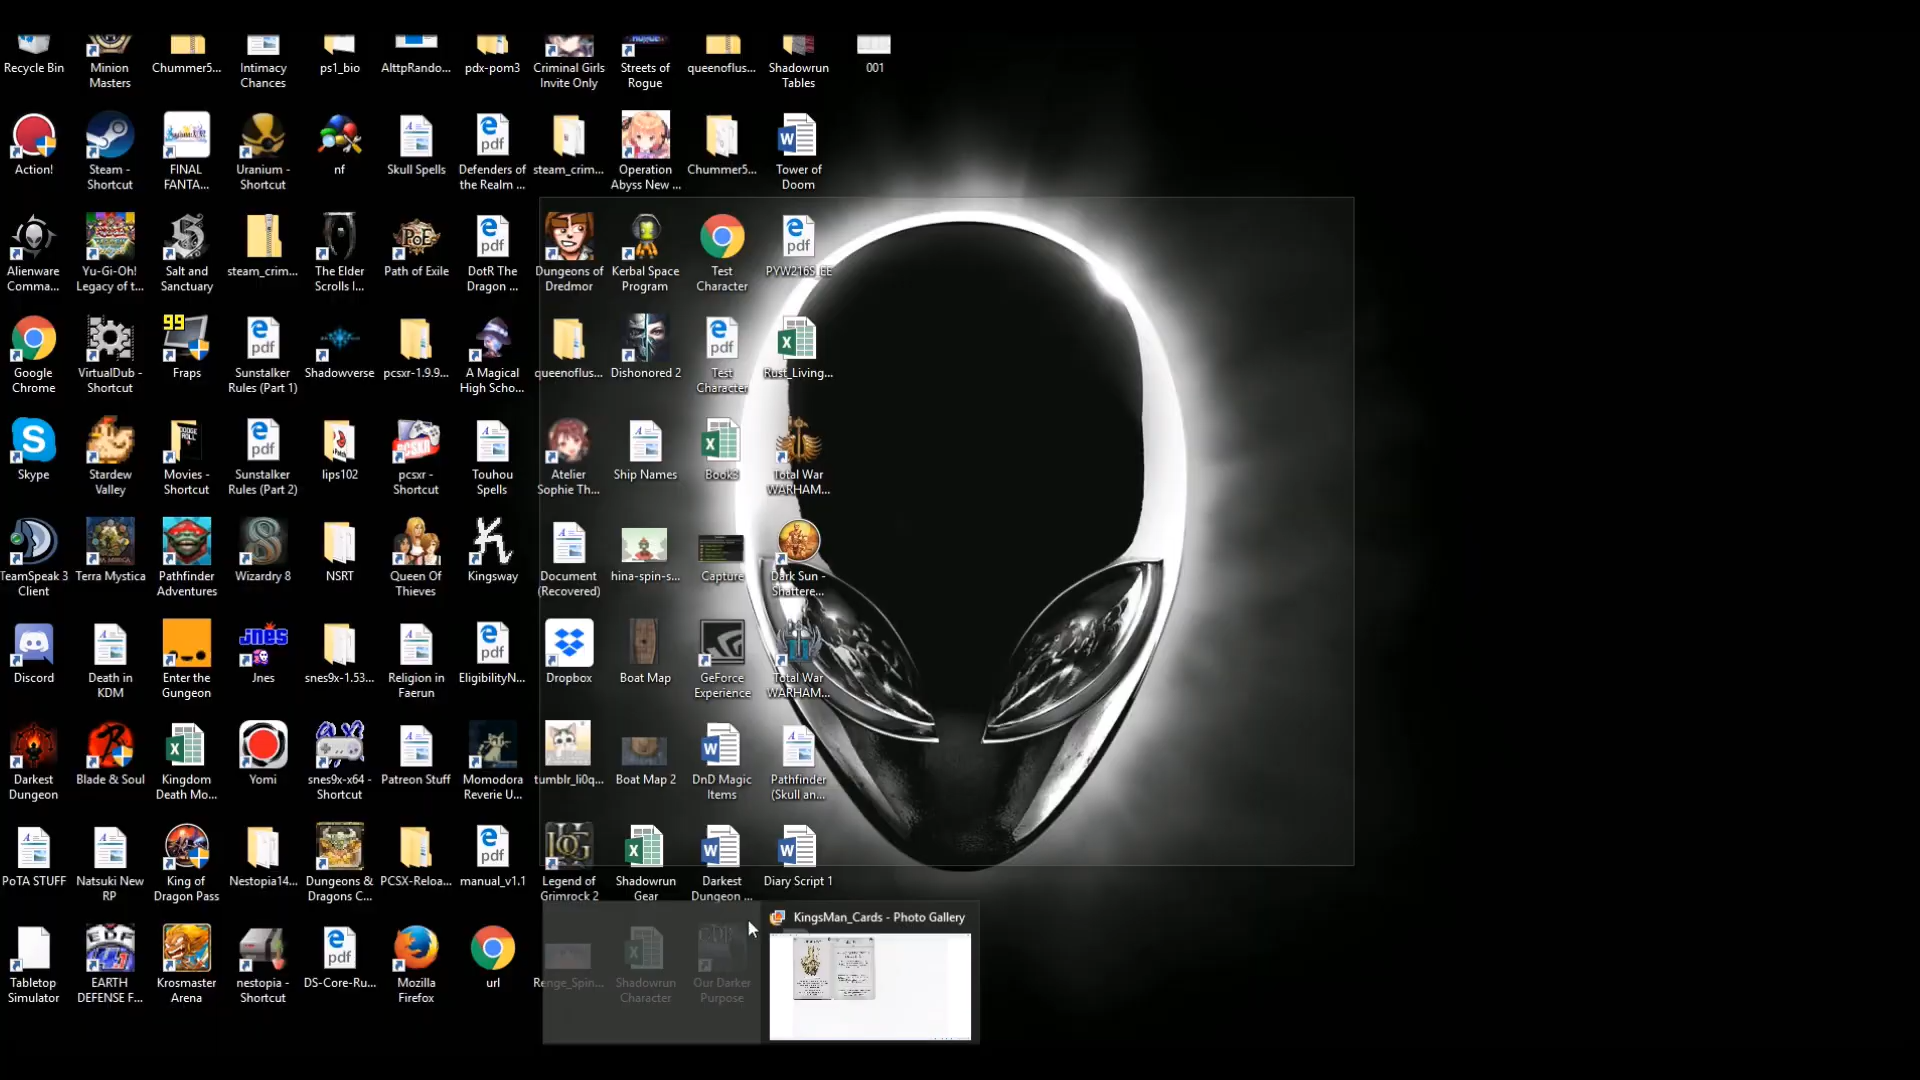 Recycle Bin
Minion
Masters
Chummer5...
Intimacy
Chances
ps1_bio
AlttpRando...
pdx-pom3
Criminal Girls
Invite Only
Streets of
Rogue
queenoflus...
Shadowrun
Tables
001
Action!
Steam -
Shortcut
FINAL
FANTA...
Uranium -
Shortcut
nf
Skull Spells
Defenders of
the Realm ...
steam_crim...
Operation
Abyss New ...
Chummer5...
Tower of
Doom
Alienware
Comma...
Yu-Gi-Oh!
Legacy of t...
Salt and
Sanctuary
steam_crim...
The Elder
Scrolls I...
Path of Exile
DotR The
Dragon ...
Dungeons of
Dredmor
Kerbal Space
Program
Test
Character
PYW216S_EE
Google
Chrome
VirtualDub -
Shortcut
99
Fraps
Sunstalker
Rules (Part 1)
Shadowverse
pcsxr-1.9.9...
A Magical
High Scho...
queenoflus...
Dishonored 2
Test
Character
Rust_Living...
Skype
Stardew
Valley
Movies -
Shortcut
Sunstalker
Rules (Part 2)
lips102
pcsxr -
Shortcut
Touhou
Spells
Atelier
Sophie Th...
Ship Names
Book3
Total War
WARHAM...
TeamSpeak 3
Client
Terra Mystica
Pathfinder
Adventures
Wizardry 8
NSRT
Queen Of
Thieves
Kingsway
Document
(Recovered)
hina-spin-s...
Capture
Dark Sun -
Shattere...
Discord
Death in
KDM
Enter the
Gungeon
Jnes
snes9x-1.53...
Religion in
Faerun
EligibilityN...
Dropbox
Boat Map
GeForce
Experience
Total War
WARHAM...
Darkest
Dungeon
Blade & Soul
Kingdom
Death Mo...
Yomi
snes9x-x64 -
Shortcut
Patreon Stuff
Momodora
Reverie U...
tumblr_li0q...
Boat Map 2
DnD Magic
Items
Pathfinder
(Skull an...
PoTA STUFF
Natsuki New
RP
King of
Dragon Pass
Nestopia14...
Dungeons &
Dragons C...
PCSX-Reloa...
manual_v1.1
Legend of
Grimrock 2
Shadowrun
Gear
Darkest
Dungeon ...
Diary Script 1
Tabletop
Simulator
EARTH
DEFENSE F...
Krosmaster
Arena
nestopia -
Shortcut
DS-Core-Ru...
Mozilla
Firefox
url
Renge_Spin...
Shadowrun
Character
Our Darker
Purpose
KingsMan_Cards - Photo Gallery